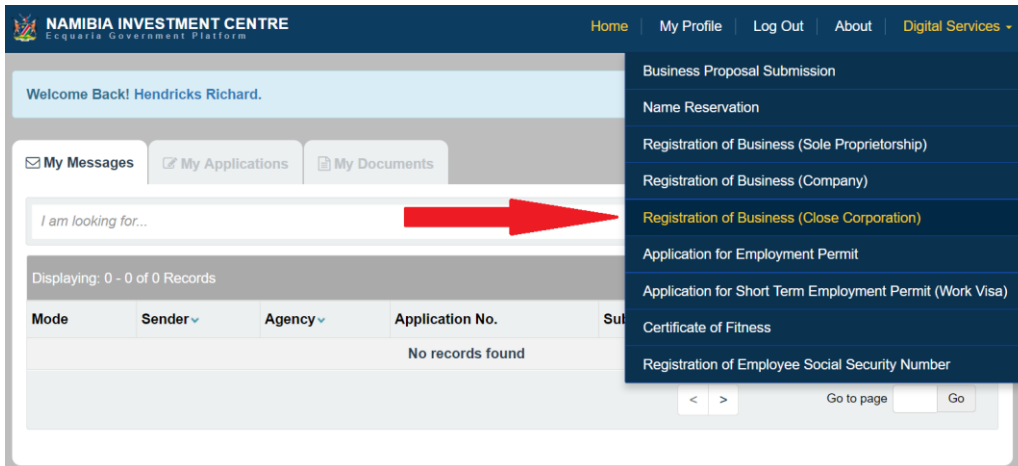 NAMIBIA INVESTMENT CENTRE
Ecquaria Government Platform
Home
My Profile
Log Out
About
Digital Services
Business Proposal Submission
Name Reservation
Registration of Business (Sole Proprietorship)
Registration of Business (Company)
Registration of Business (Close Corporation)
Application for Employment Permit
Application for Short Term Employment Permit (Work Visa)
Certificate of Fitness
Registration of Employee Social Security Number
Welcome Back! Hendricks Richard.
My Messages
My Applications
My Documents
I am looking for...
Displaying: 0 - 0 of 0 Records
Mode Sender Agency Application No.
No records found
< >
Go to page Go